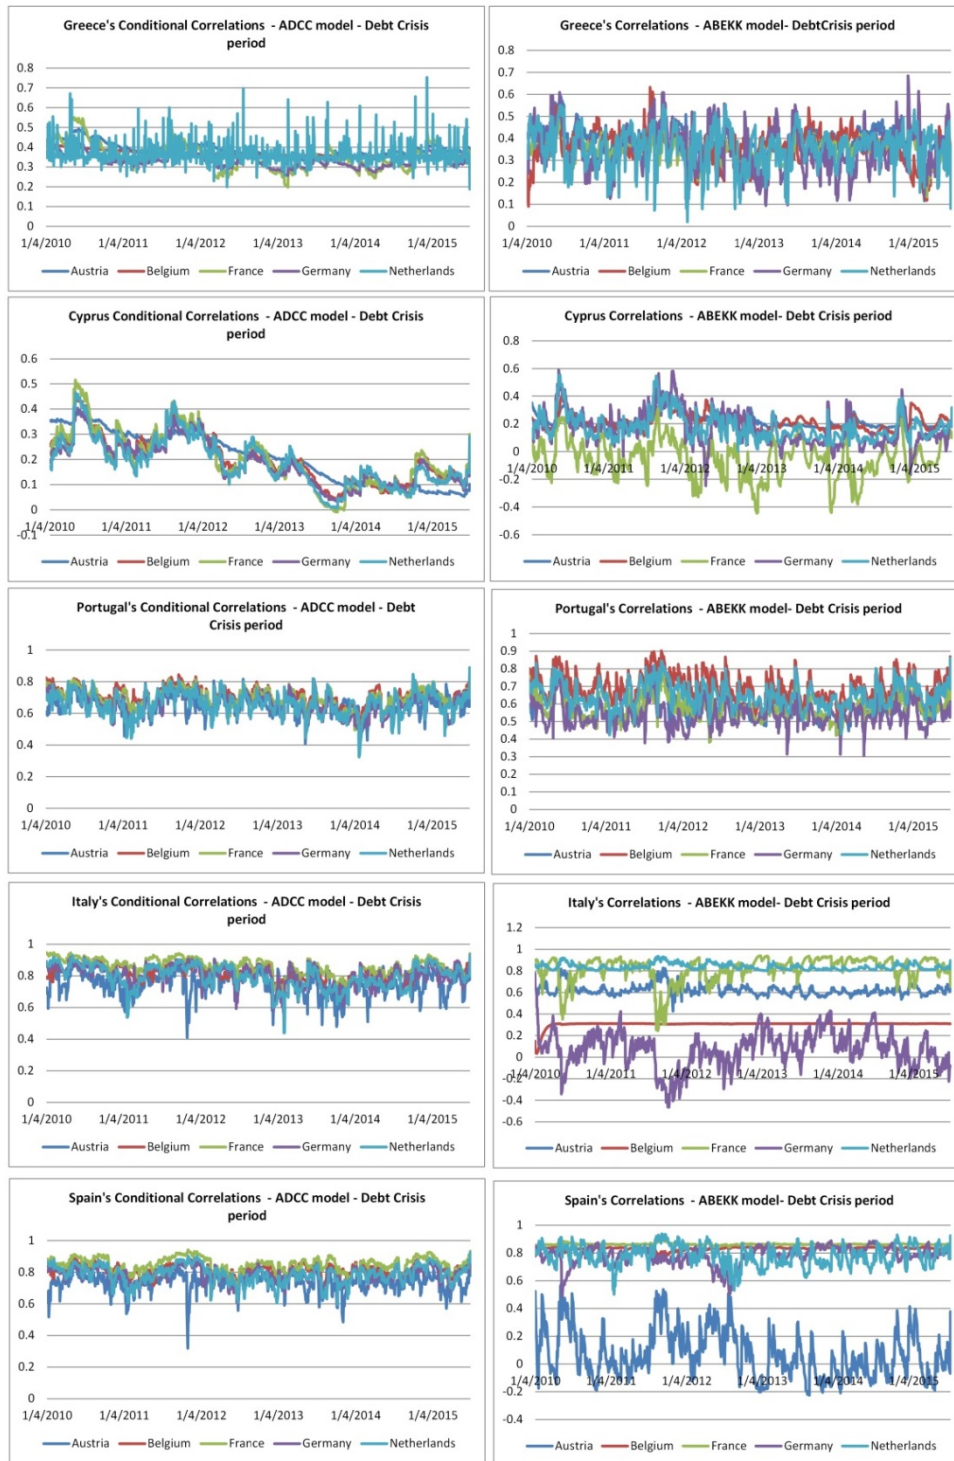 Greece's Conditional Correlations - ADCC model - Debt Crisis
period
0.8
0.7
0.6
0.5
0.4
0.3
0.2
0.1
0
1/4/2010 1/4/2011 1/4/2012 1/4/2013 1/4/2014 1/4/2015
Austria Belgium France Germany Netherlands
Greece's Correlations - ABEKK model- DebtCrisis period
0.8
0.7
0.6
0.5
0.4
0.3
0.2
0.1
0
1/4/2010 1/4/2011 1/4/2012 1/4/2013 1/4/2014 1/4/2015
Austria Belgium France Germany Netherlands
Cyprus Conditional Correlations - ADCC model - Debt Crisis
period
0.6
0.5
0.4
0.3
0.2
0.1
0
1/4/2010 1/4/2011 1/4/2012 1/4/2013 1/4/2014 1/4/2015
-0.1
Austria Belgium France Germany Netherlands
Cyprus Correlations - ABEKK model- Debt Crisis period
0.8
0.6
0.4
0.2
0
1/4/2010 1/4/2011 1/4/2012 1/4/2013 1/4/2014 1/4/2015
-0.2
-0.4
-0.6
Austria Belgium France Germany Netherlands
Portugal's Conditional Correlations - ADCC model - Debt
Crisis period
1
0.8
0.6
0.4
0.2
0
1/4/2010 1/4/2011 1/4/2012 1/4/2013 1/4/2014 1/4/2015
Austria Belgium France Germany Netherlands
Portugal's Correlations - ABEKK model- Debt Crisis period
1
0.9
0.8
0.7
0.6
0.5
0.4
0.3
0.2
0.1
0
1/4/2010 1/4/2011 1/4/2012 1/4/2013 1/4/2014 1/4/2015
Austria Belgium France Germany Netherlands
Italy's Conditional Correlations - ADCC model - Debt Crisis
period
1
0.8
0.6
0.4
0.2
0
1/4/2010 1/4/2011 1/4/2012 1/4/2013 1/4/2014 1/4/2015
Austria Belgium France Germany Netherlands
Italy's Correlations - ABEKK model- Debt Crisis period
1.2
1
0.8
0.6
0.4
0.2
0
1/4/2010 1/4/2011 1/4/2012 1/4/2013 1/4/2014 1/4/2015
-0.2
-0.4
-0.6
Austria Belgium France Germany Netherlands
Spain's Conditional Correlations - ADCC model - Debt Crisis
period
1
0.8
0.6
0.4
0.2
0
1/4/2010 1/4/2011 1/4/2012 1/4/2013 1/4/2014 1/4/2015
Austria Belgium France Germany Netherlands
Spain's Correlations - ABEKK model- Debt Crisis period
1
0.8
0.6
0.4
0.2
0
1/4/2010 1/4/2011 1/4/2012 1/4/2013 1/4/2014 1/4/2015
-0.2
-0.4
Austria Belgium France Germany Netherlands